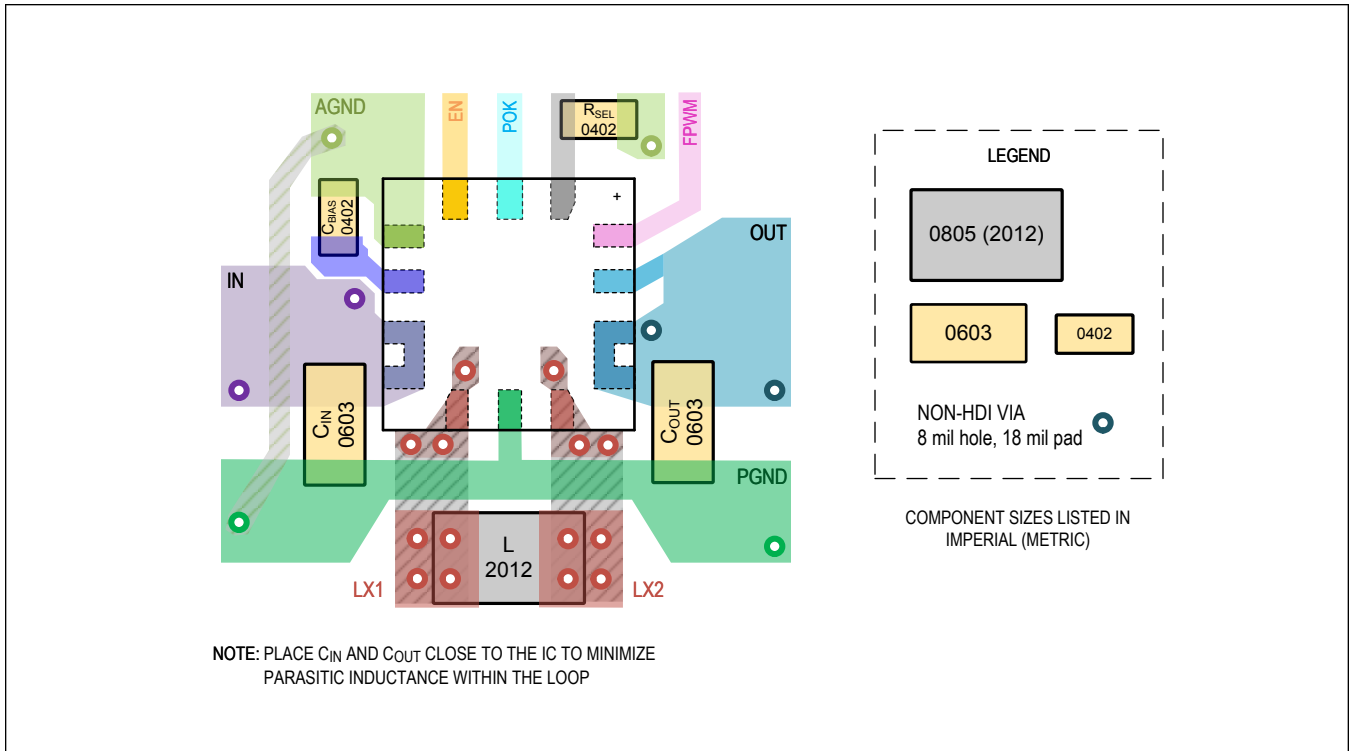 AGND
EN
POK
RSEL
0402
FPWM
CBIAS
0402
+
IN
OUT
CIN
0603
COUT
0603
PGND
L
2012
LX1
LX2
NOTE: PLACE CIN AND COUT CLOSE TO THE IC TO MINIMIZE
PARASITIC INDUCTANCE WITHIN THE LOOP
LEGEND
0805 (2012)
0603
0402
NON-HDI VIA
8 mil hole, 18 mil pad
COMPONENT SIZES LISTED IN
IMPERIAL (METRIC)